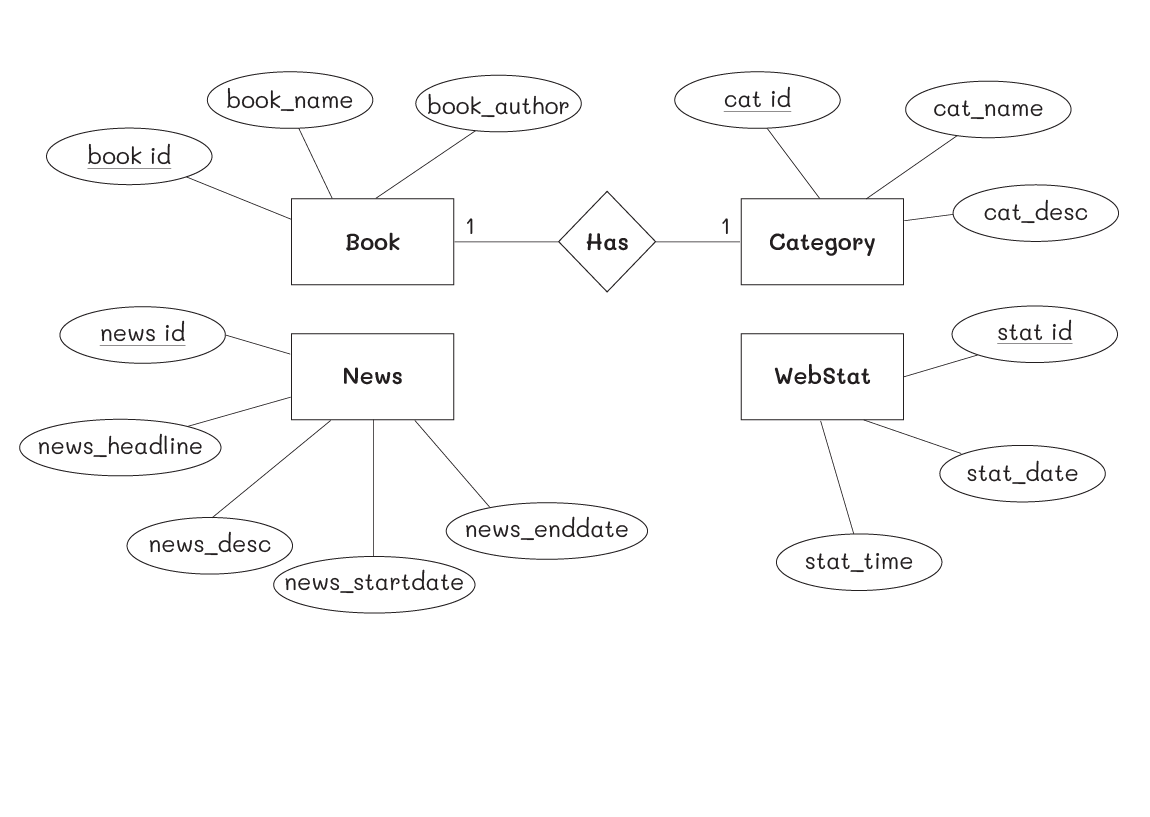 book_name
book_author
book id
Book
1
Has
1
Category
cat id
cat_name
cat_desc
news id
News
news_headline
news_desc
news_startdate
news_enddate
WebStat
stat id
stat_date
stat_time